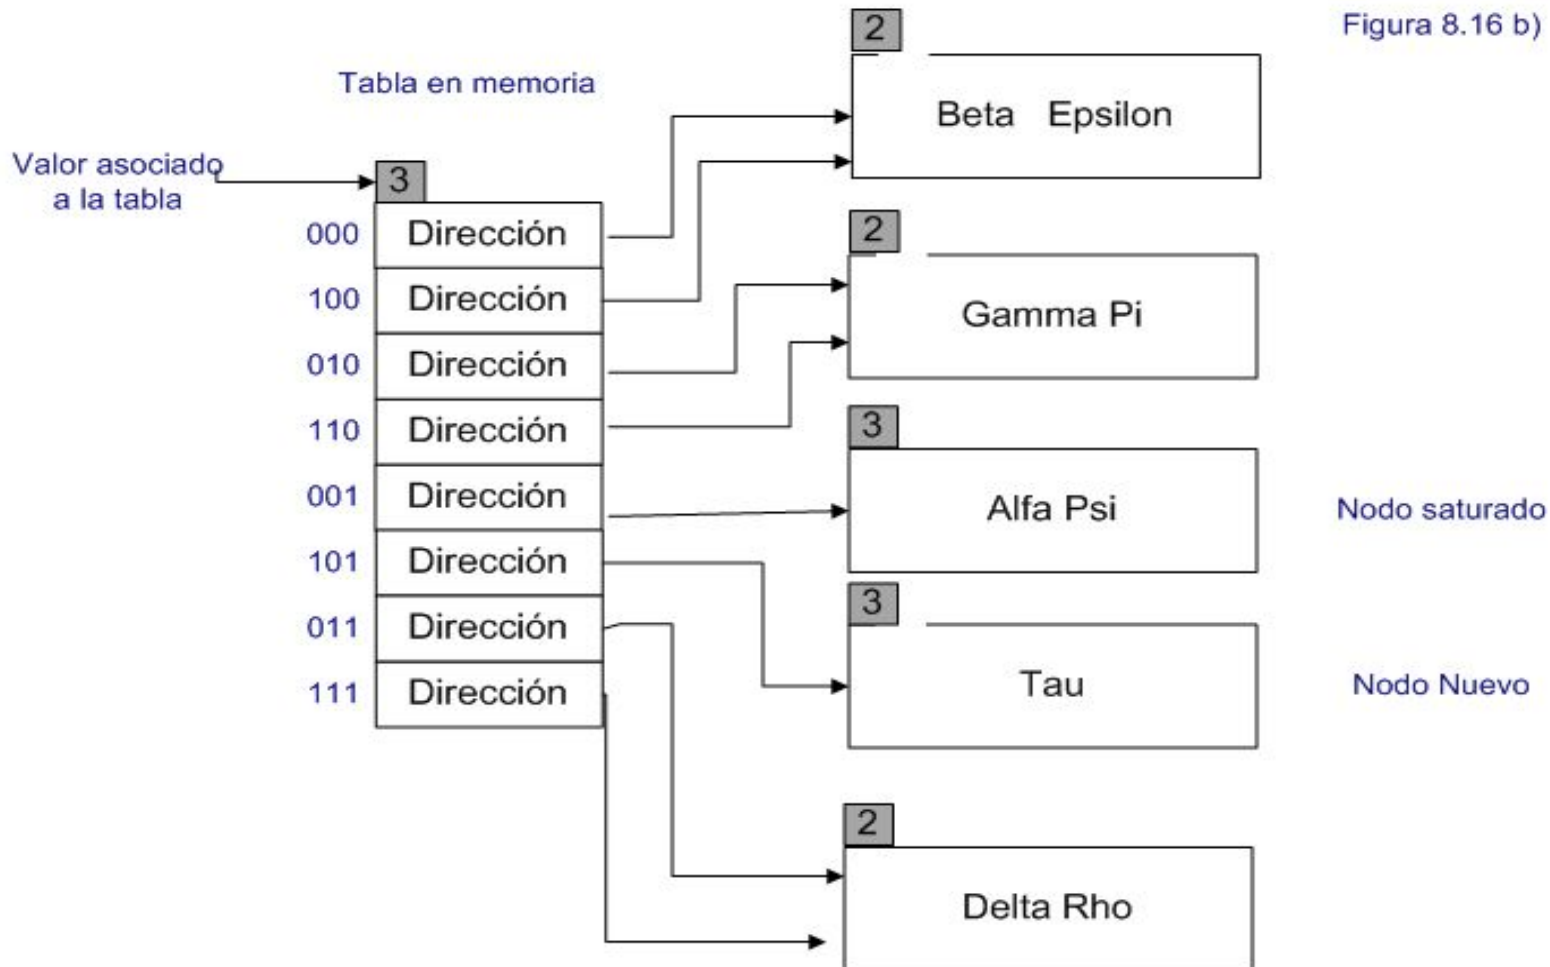 Figura 8.16 b)
Tabla en memoria
Valor asociado
a la tabla
3
000 Dirección
100 Dirección
010 Dirección
110 Dirección
001 Dirección
101 Dirección
011 Dirección
111 Dirección
2
Beta Epsilon
2
Gamma Pi
3
Alfa Psi
Nodo saturado
3
Tau
Nodo Nuevo
2
Delta Rho